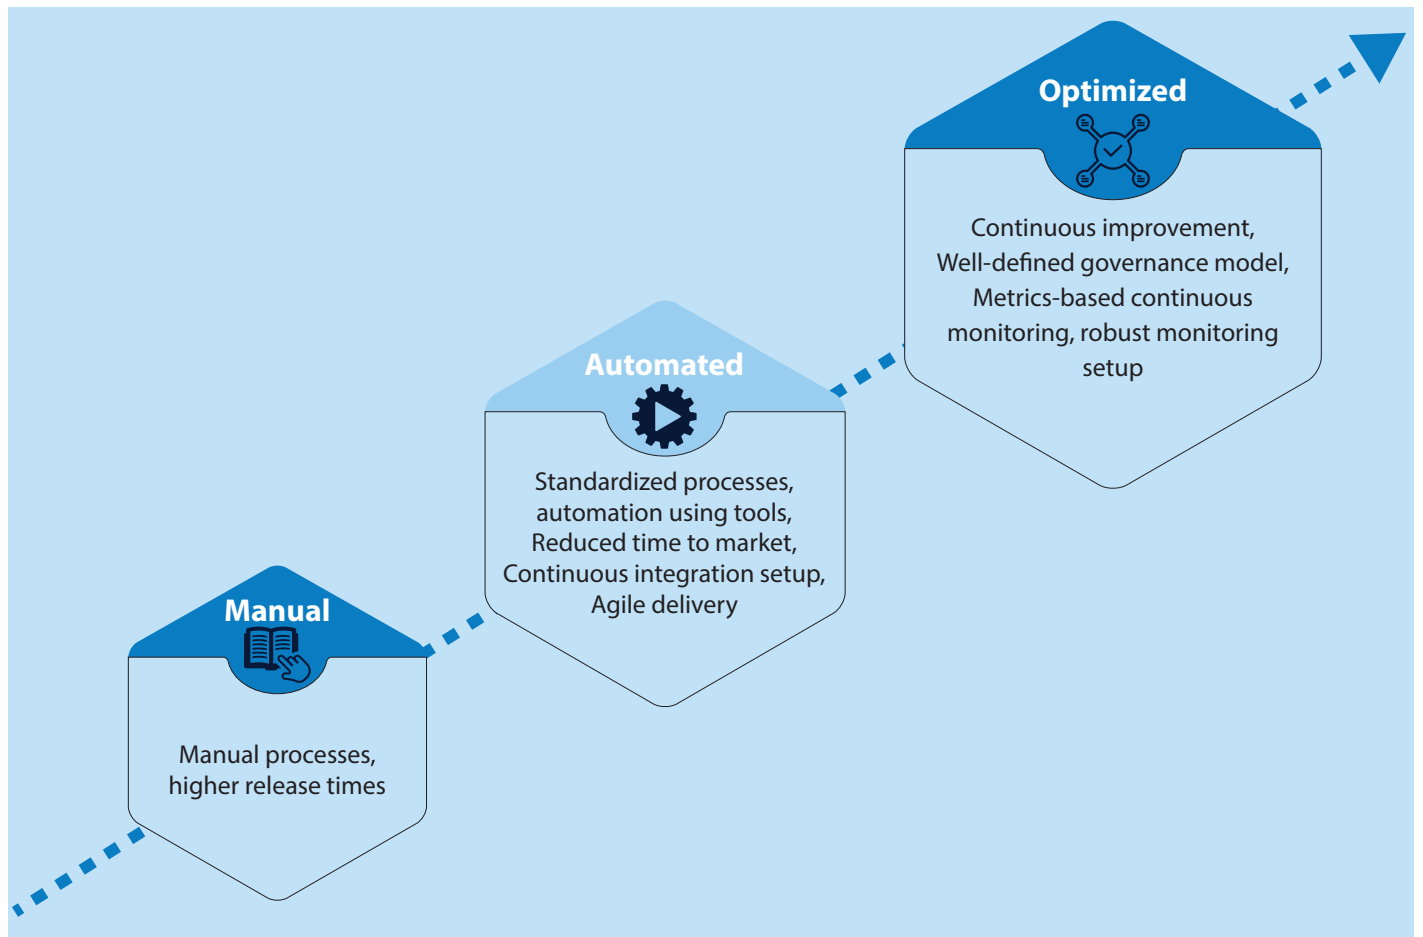 Optimized
Continuous improvement,
Well-defined governance model,
Metrics-based continuous
monitoring, robust monitoring
setup
Automated
Standardized processes,
automation using tools,
Reduced time to market,
Continuous integration setup,
Agile delivery
Manual
Manual processes,
higher release times